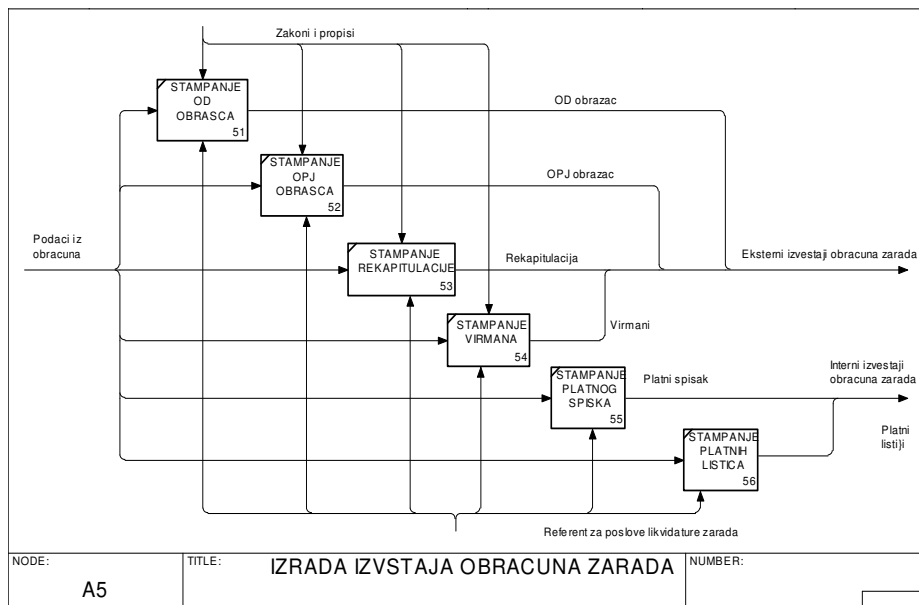 Zakoni i propisi
STAMPANJE
OD
OBRASCA
51
OD obrazac
STAMPANJE
OPJ
OBRASCA
52
OPJ obrazac
Podaci iz
obracuna
STAMPANJE
REKAPITULACIJE
53
Rekapitulacija
Eksterni izvestaji obracuna zarada
STAMPANJE
VIRMANA
54
Virmani
STAMPANJE
PLATNOG
SPISKA
55
Platni spisak
Interni izvestaji
obracuna zarada
STAMPANJE
PLATNIH
LISTICA
56
Platni
listi}i
Referent za poslove likvidature zarada
NODE:
A5
TITLE:
IZRADA IZVSTAJA OBRACUNA ZARADA
NUMBER: